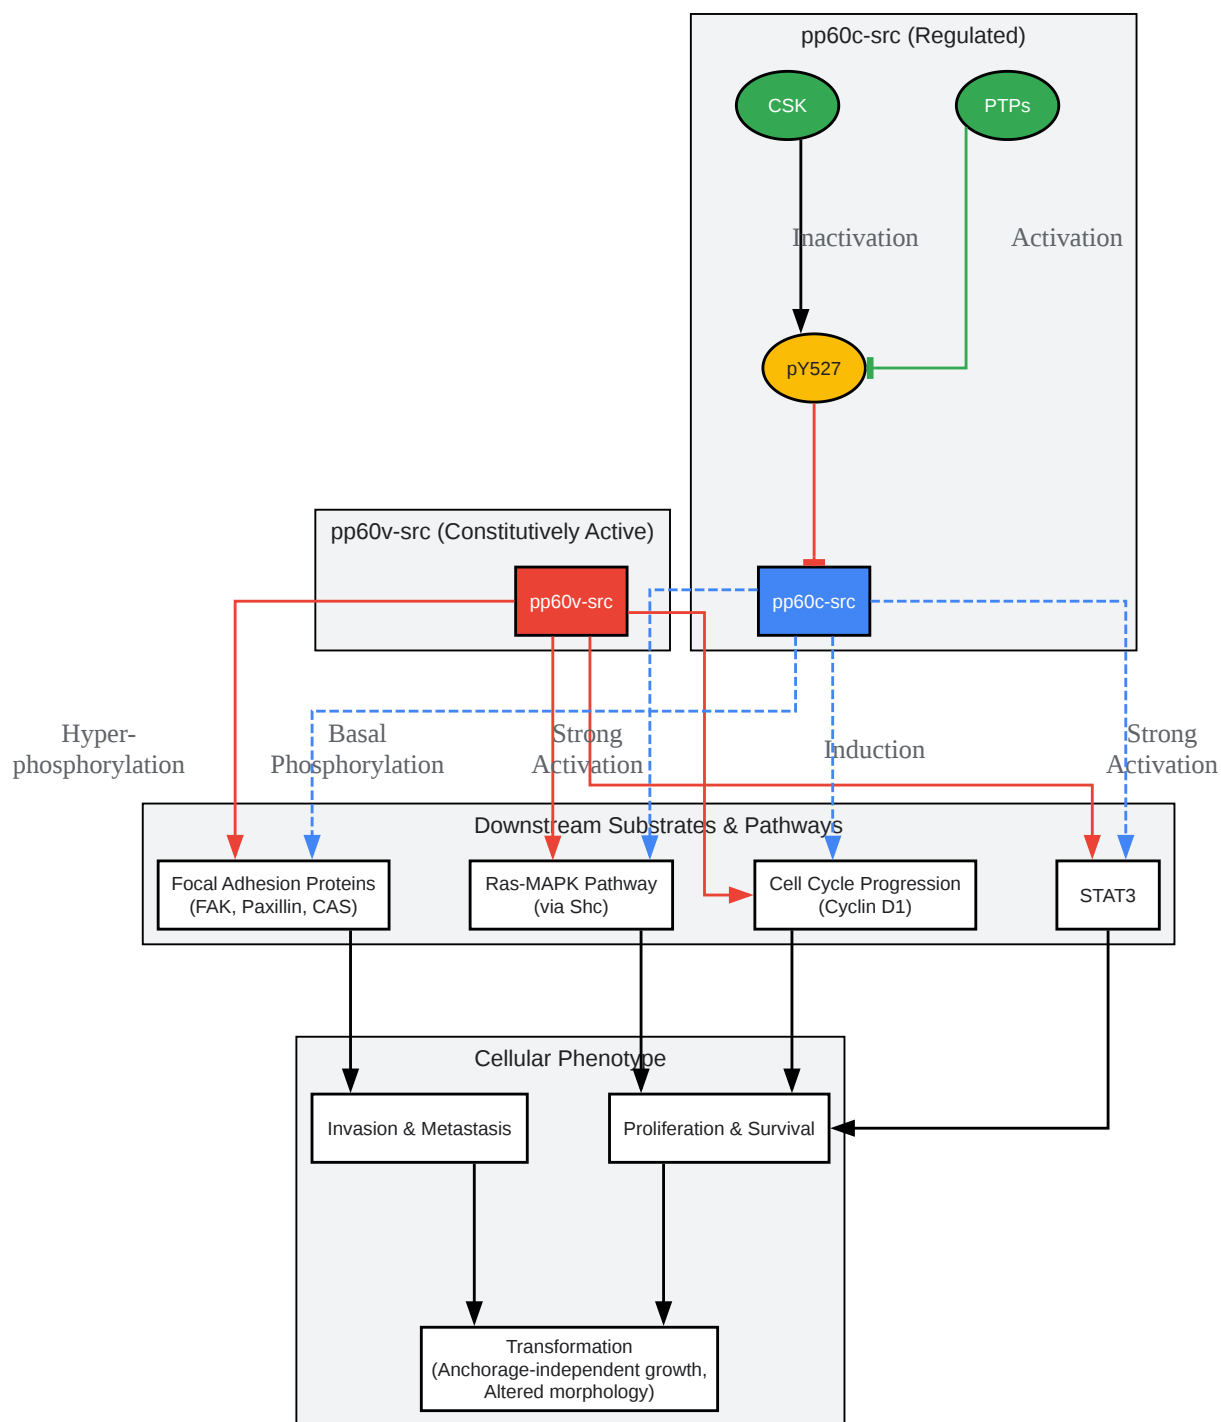 pp60c-src (Regulated)
CSK
PTPs
Inactivation
Activation
pY527
pp60v-src (Constitutively Active)
pp60v-src
pp60c-src
Hyper-
phosphorylation
Basal
Phosphorylation
Strong
Activation
Induction
Strong
Activation
Downstream Substrates & Pathways
Focal Adhesion Proteins
(FAK, Paxillin, CAS)
Ras-MAPK Pathway
(via Shc)
Cell Cycle Progression
(Cyclin D1)
STAT3
Cellular Phenotype
Invasion & Metastasis
Proliferation & Survival
Transformation
(Anchorage-independent growth,
Altered morphology)